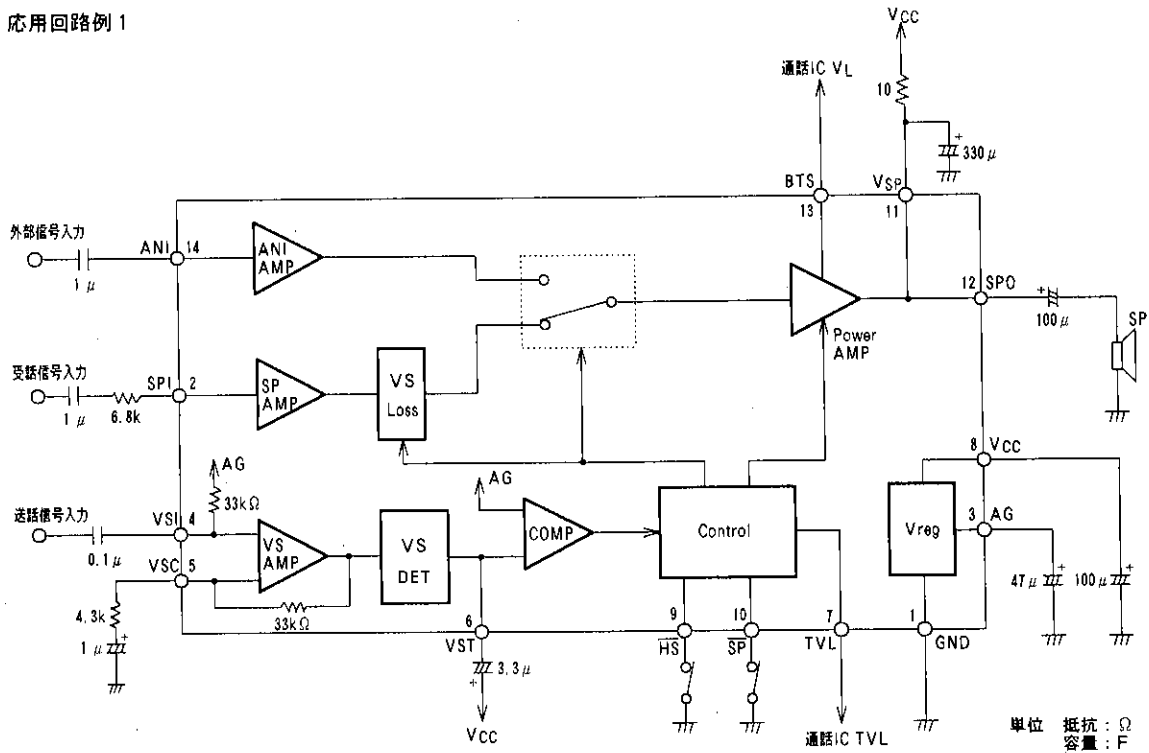 応用回路例1
VCC
通話IC VL
10
330μ
+
BTS
VSP
13
11
外部信号入力
ANI
14
1μ
ANI
AMP
12
SPO
+
100μ
SP
Power
AMP
受話信号入力
SPI
2
1μ
6.8k
SP
AMP
VS
Loss
8
VCC
AG
33kΩ
AG
送話信号入力
VSI
4
0.1μ
VS
AMP
VS
DET
COMP
Control
Vreg
3
AG
VSC
5
33kΩ
4.3k
1μ
+
47μ
+
100μ
+
6
VST
9
HS
10
SP
7
TVL
1
GND
3.3μ
+
VCC
通話IC TVL
単位 抵抗:Ω
容量:F